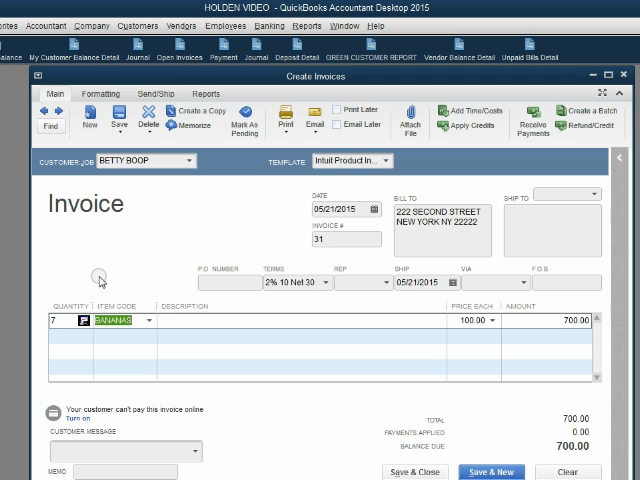 HOLDEN VIDEO - QuickBooks Accountant Desktop 2015
rites Accountant Company Customers Vendors Employees Banking Reports Window Help
alance My Customer Balance Detail Journal Open Invoices Payment Journal Deposit Detail GREEN CUSTOMER REPORT Vendor Balance Detail Unpaid Bills Detail
Create Invoices
Main Formatting Send/Ship Reports
Find New Save Delete Create a Copy Memorize Mark As Pending Print Email Print Later Email Later Attach File Add Time/Costs Apply Credits Receive Payments Create a Batch Refund/Credit
CUSTOMER:JOB BETTY BOOP TEMPLATE Intuit Product In...
Invoice
DATE
05/21/2015
INVOICE #
31
BILL TO
222 SECOND STREET
NEW YORK NY 22222
SHIP TO
P.O. NUMBER TERMS REP SHIP VIA F.O.B.
2% 10 Net 30 05/21/2015
QUANTITY ITEM CODE DESCRIPTION PRICE EACH AMOUNT
7 BANANAS 100.00 700.00
Your customer can't pay this invoice online
Turn on
CUSTOMER MESSAGE
MEMO
TOTAL 700.00
PAYMENTS APPLIED 0.00
BALANCE DUE 700.00
Save & Close Save & New Clear